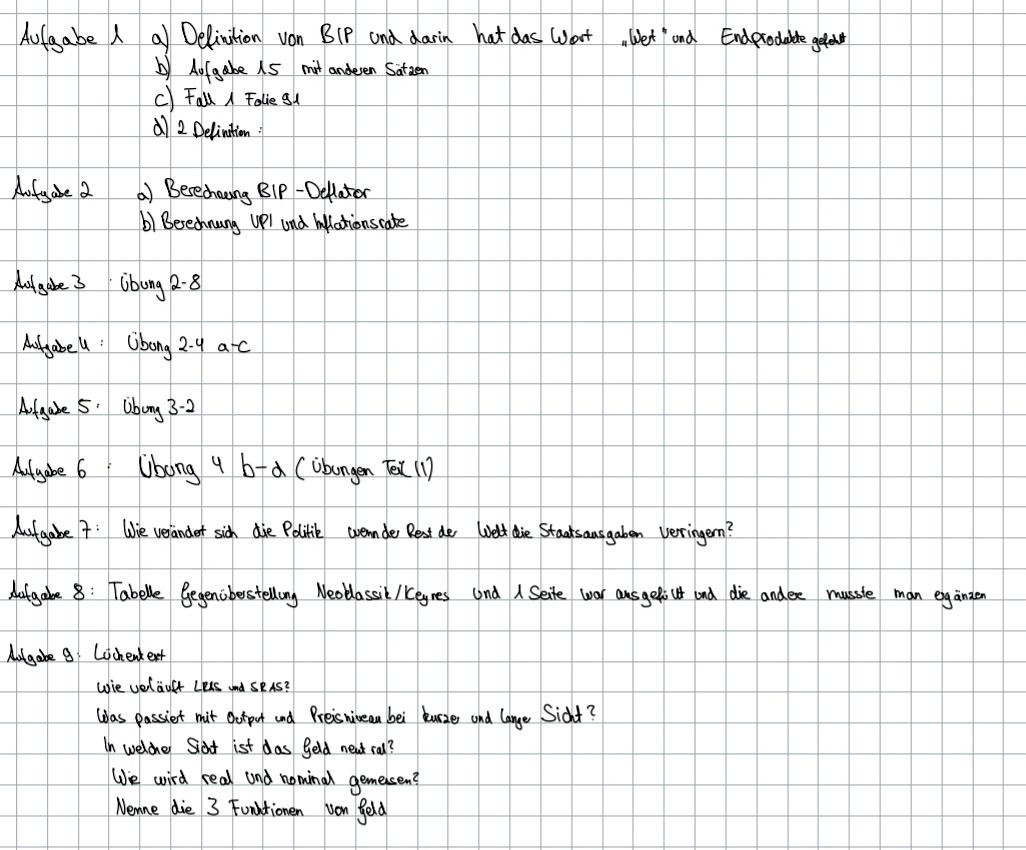 Aufgabe 1 a) Definition von BIP und darin hat das Wort „Wet" und Endprodukte gefehlt
b) Aufgabe 15 mit anderen Sätzen
c) Fall 1 Folie 91
d) 2 Definition :
Aufgabe 2 a) Berechnung BIP-Deflator
b) Berechnung VPI und Inflationsrate
Aufgabe 3 : Übung 2-8
Aufgabe 4 : Übung 2-4 a-c
Aufgabe 5 : Übung 3-2
Aufgabe 6 : Übung 4 b-d (Übungen Teil II)
Aufgabe 7 : Wie verändert sich die Politik wenn der Rest der Welt die Staatsausgaben verringern?
Aufgabe 8 : Tabelle Gegenüberstellung Neoklassik/Keynes und 1 Seite war ausgefüllt und die andere musste man ergänzen
Aufgabe 9 : Lückentext
Wie verläuft LRAS und SRAS?
Was passiert mit Output und Preisniveau bei kurzer und langer Sicht?
In welcher Sicht ist das Geld neutral?
Wie wird real und nominal gemessen?
Nenne die 3 Funktionen von Geld